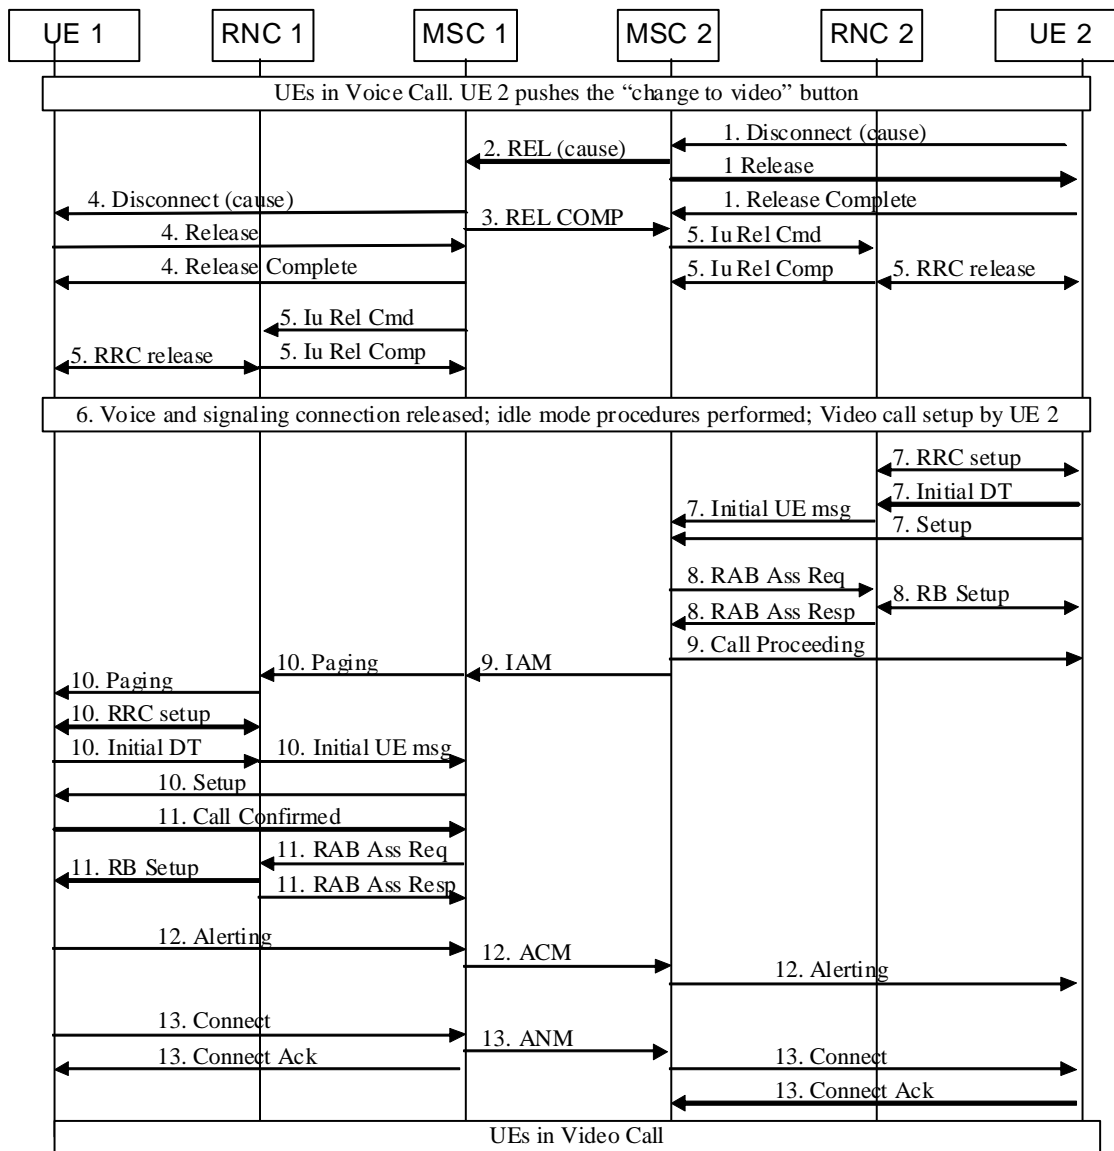 UE 1
RNC 1
MSC 1
MSC 2
RNC 2
UE 2
UEs in Voice Call. UE 2 pushes the “change to video” button
1. Disconnect (cause)
2. REL (cause)
1 Release
4. Disconnect (cause)
1. Release Complete
3. REL COMP
4. Release
5. Iu Rel Cmd
4. Release Complete
5. Iu Rel Comp
5. RRC release
5. Iu Rel Cmd
5. RRC release
5. Iu Rel Comp
6. Voice and signaling connection released; idle mode procedures performed; Video call setup by UE 2
7. RRC setup
7. Initial DT
7. Initial UE msg
7. Setup
8. RAB Ass Req
8. RB Setup
8. RAB Ass Resp
9. Call Proceeding
10. Paging
9. IAM
10. Paging
10. RRC setup
10. Initial DT
10. Initial UE msg
10. Setup
11. Call Confirmed
11. RAB Ass Req
11. RB Setup
11. RAB Ass Resp
12. Alerting
12. ACM
12. Alerting
13. Connect
13. ANM
13. Connect Ack
13. Connect
13. Connect Ack
UEs in Video Call